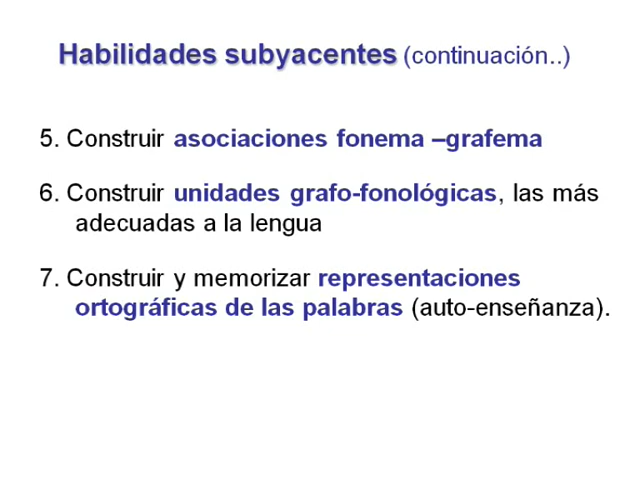 Habilidades subyacentes (continuación..)
5. Construir asociaciones fonema –grafema
6. Construir unidades grafo-fonológicas, las más
adecuadas a la lengua
7. Construir y memorizar representaciones
ortográficas de las palabras (auto-enseñanza).